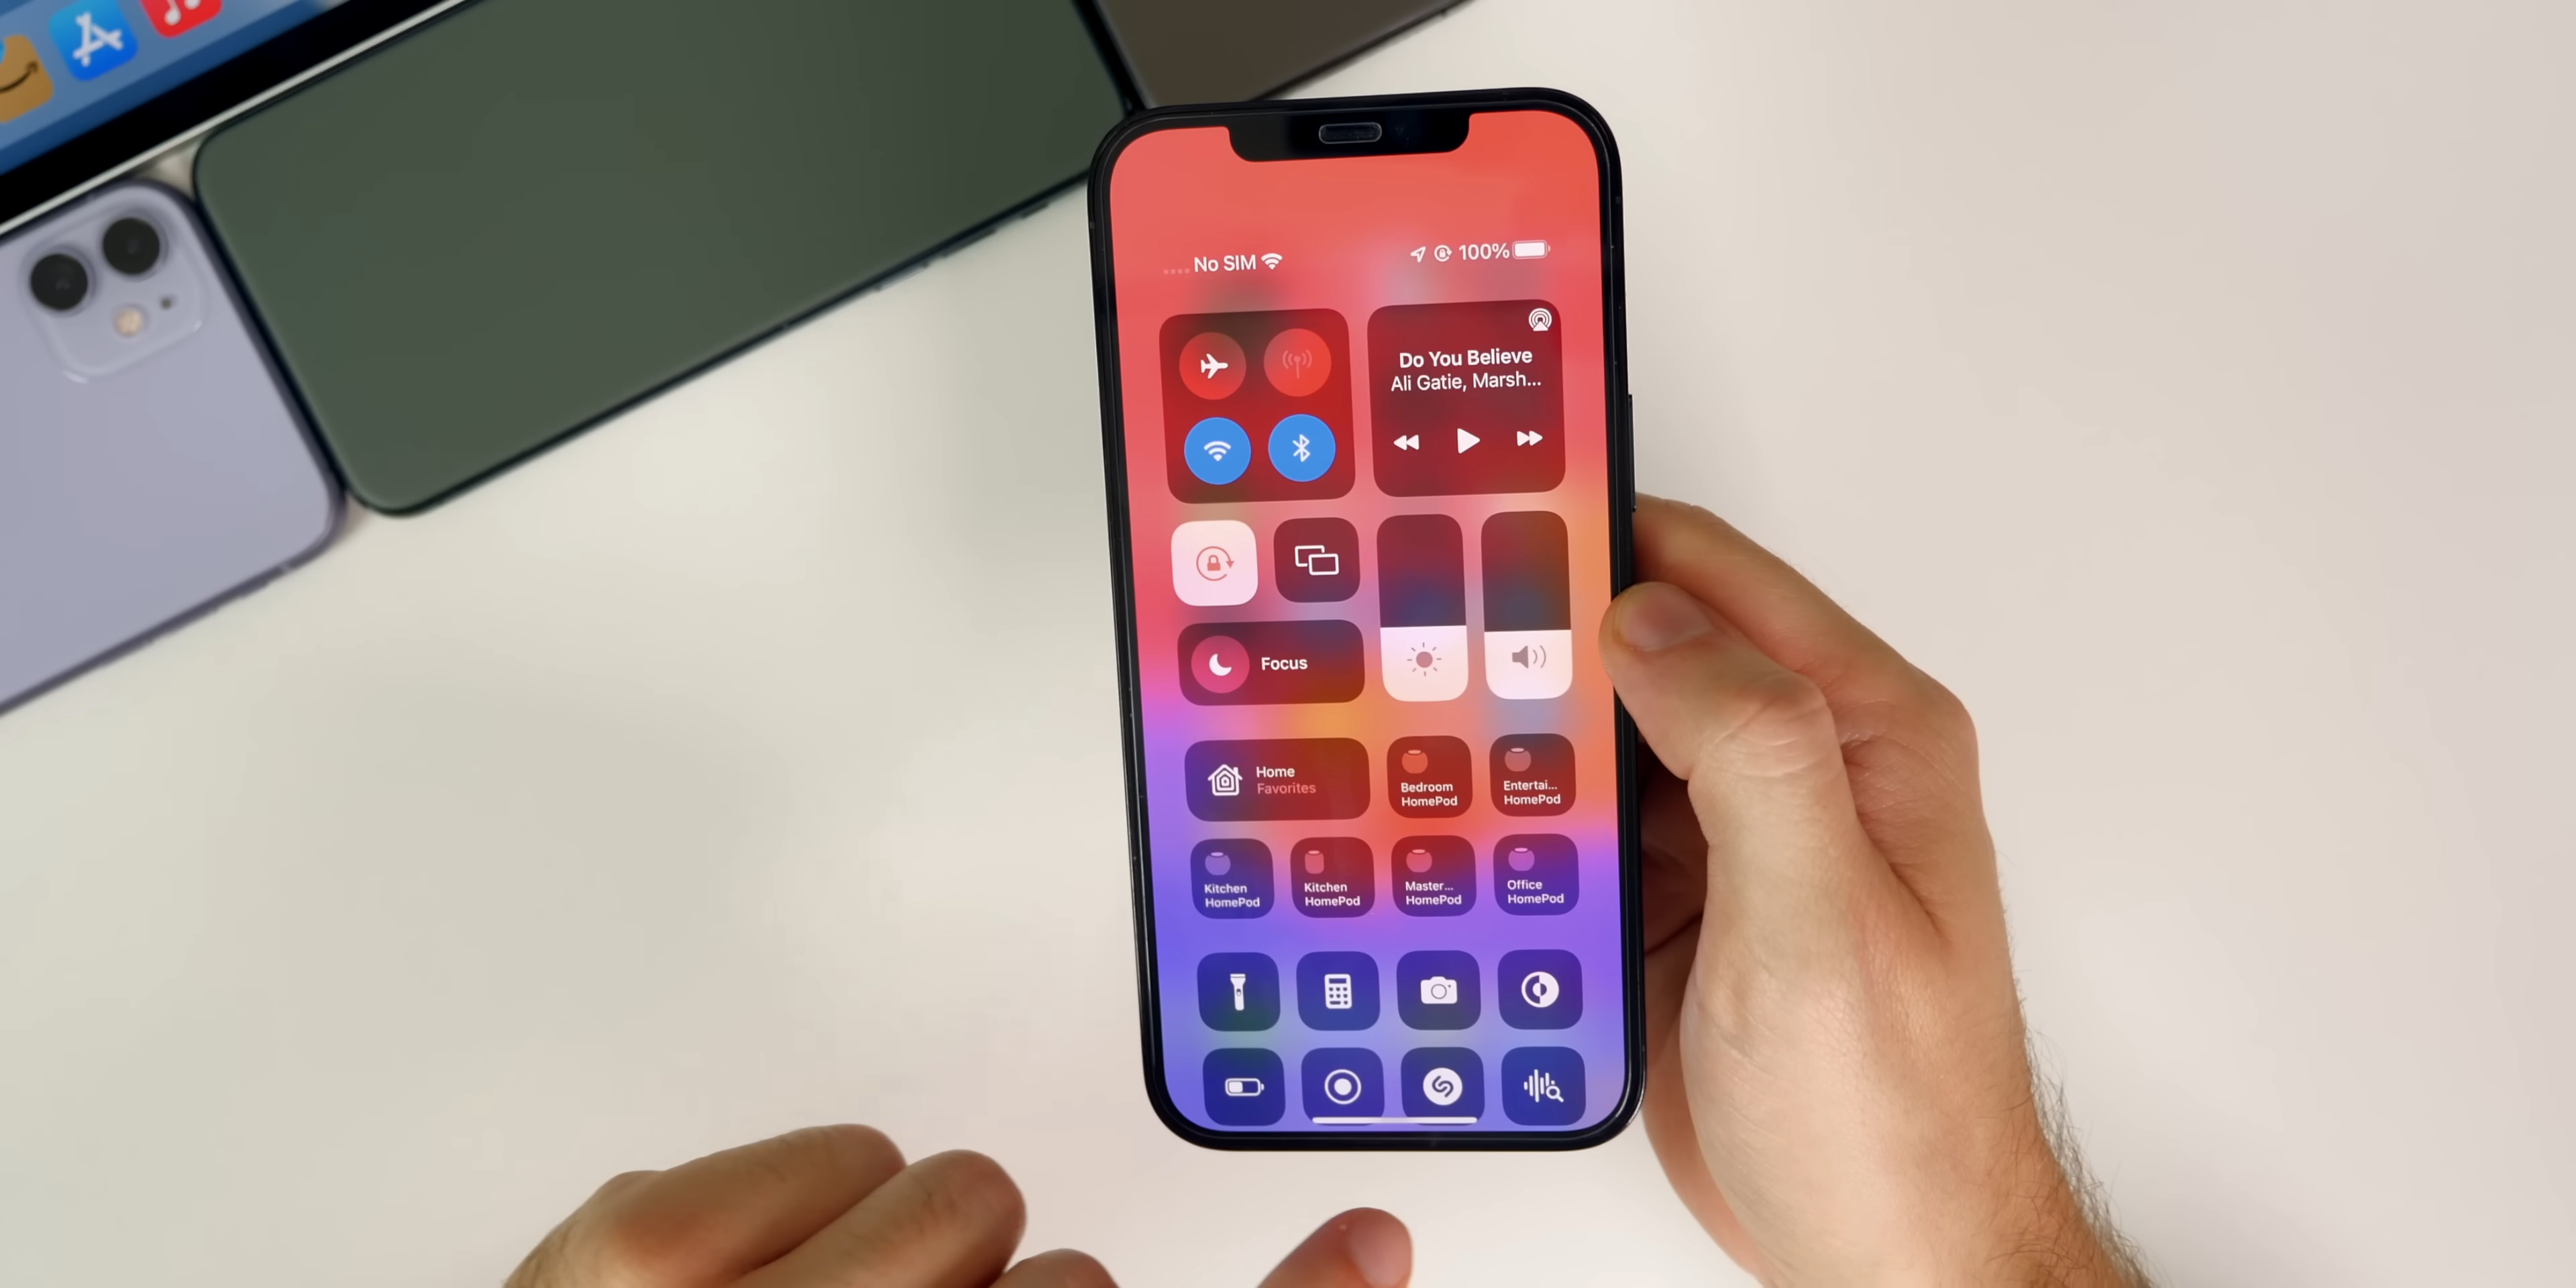 No SIM
100%
Do You Believe
Ali Gatie, Marsh...
Focus
Home
Favorites
Bedroom
HomePod
Entertai...
HomePod
Kitchen
HomePod
Kitchen
HomePod
Master...
HomePod
Office
HomePod